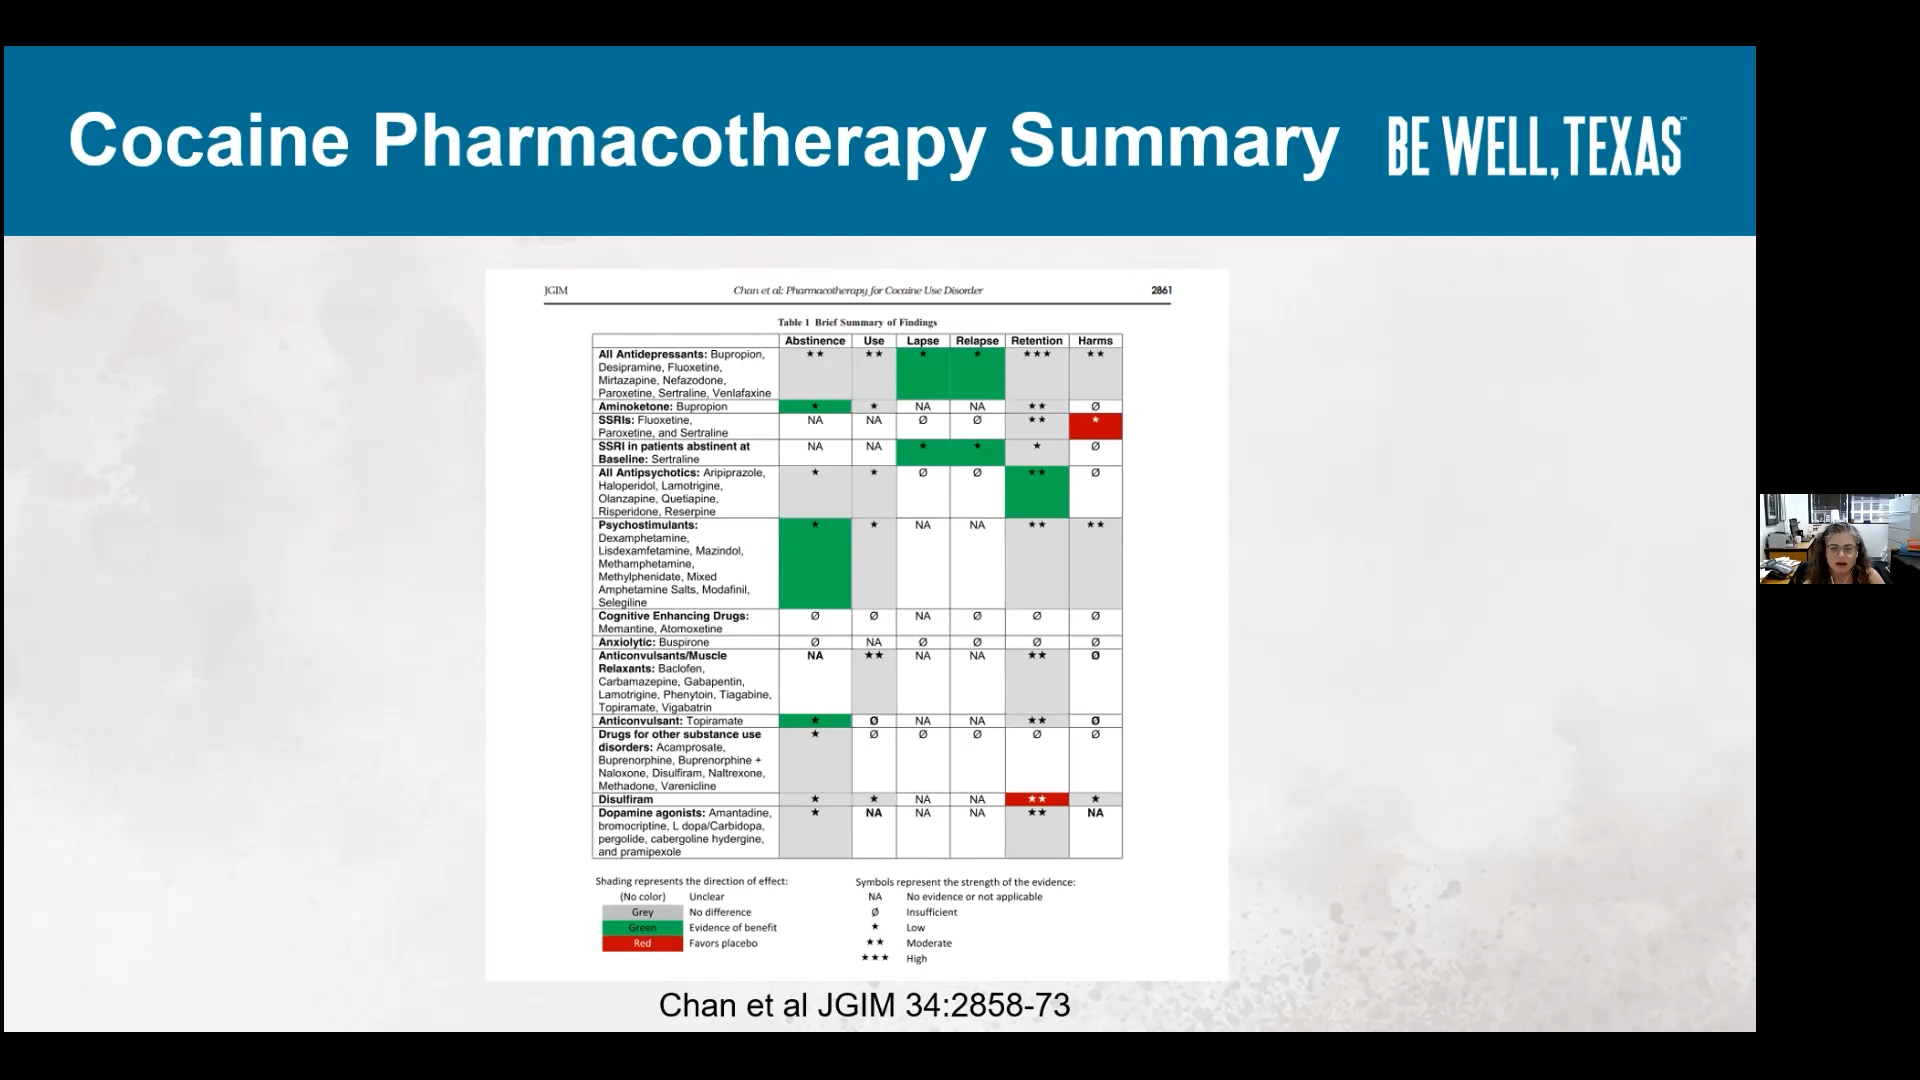 Cocaine Pharmacotherapy Summary
BE WELL, TEXAS℠
JGIM Chan et al: Pharmacotherapy for Cocaine Use Disorder 2861
Table 1 Brief Summary of Findings
Abstinence Use Lapse Relapse Retention Harms
All Antidepressants: Bupropion, ★★ ★★ ★ ★ ★★★ ★★
Desipramine, Fluoxetine,
Mirtazapine, Nefazodone,
Paroxetine, Sertraline, Venlafaxine
Aminoketone: Bupropion ★ ★ NA NA ★★ Ø
SSRIs: Fluoxetine, NA NA Ø Ø ★★ ★
Paroxetine, and Sertraline
SSRI in patients abstinent at NA NA ★ ★ ★ Ø
Baseline: Sertraline
All Antipsychotics: Aripiprazole, ★ ★ Ø Ø ★★ Ø
Haloperidol, Lamotrigine,
Olanzapine, Quetiapine,
Risperidone, Reserpine
Psychostimulants: ★ ★ NA NA ★★ ★★
Dexamphetamine,
Lisdexamfetamine, Mazindol,
Methamphetamine,
Methylphenidate, Mixed
Amphetamine Salts, Modafinil,
Selegiline
Cognitive Enhancing Drugs: Ø Ø NA Ø Ø Ø
Memantine, Atomoxetine
Anxiolytic: Buspirone Ø NA Ø Ø Ø Ø
Anticonvulsants/Muscle NA ★★ NA NA ★★ Ø
Relaxants: Baclofen,
Carbamazepine, Gabapentin,
Lamotrigine, Phenytoin, Tiagabine,
Topiramate, Vigabatrin
Anticonvulsant: Topiramate ★ Ø NA NA ★★ Ø
Drugs for other substance use ★ Ø Ø Ø Ø Ø
disorders: Acamprosate,
Buprenorphine, Buprenorphine +
Naloxone, Disulfiram, Naltrexone,
Methadone, Varenicline
Disulfiram ★ ★ NA NA ★★ ★
Dopamine agonists: Amantadine, ★ NA NA NA ★★ NA
bromocriptine, L dopa/Carbidopa,
pergolide, cabergoline hydergine,
and pramipexole
Shading represents the direction of effect:
(No color) Unclear
Grey No difference
Green Evidence of benefit
Red Favors placebo
Symbols represent the strength of the evidence:
NA No evidence or not applicable
Ø Insufficient
★ Low
★★ Moderate
★★★ High
Chan et al JGIM 34:2858-73